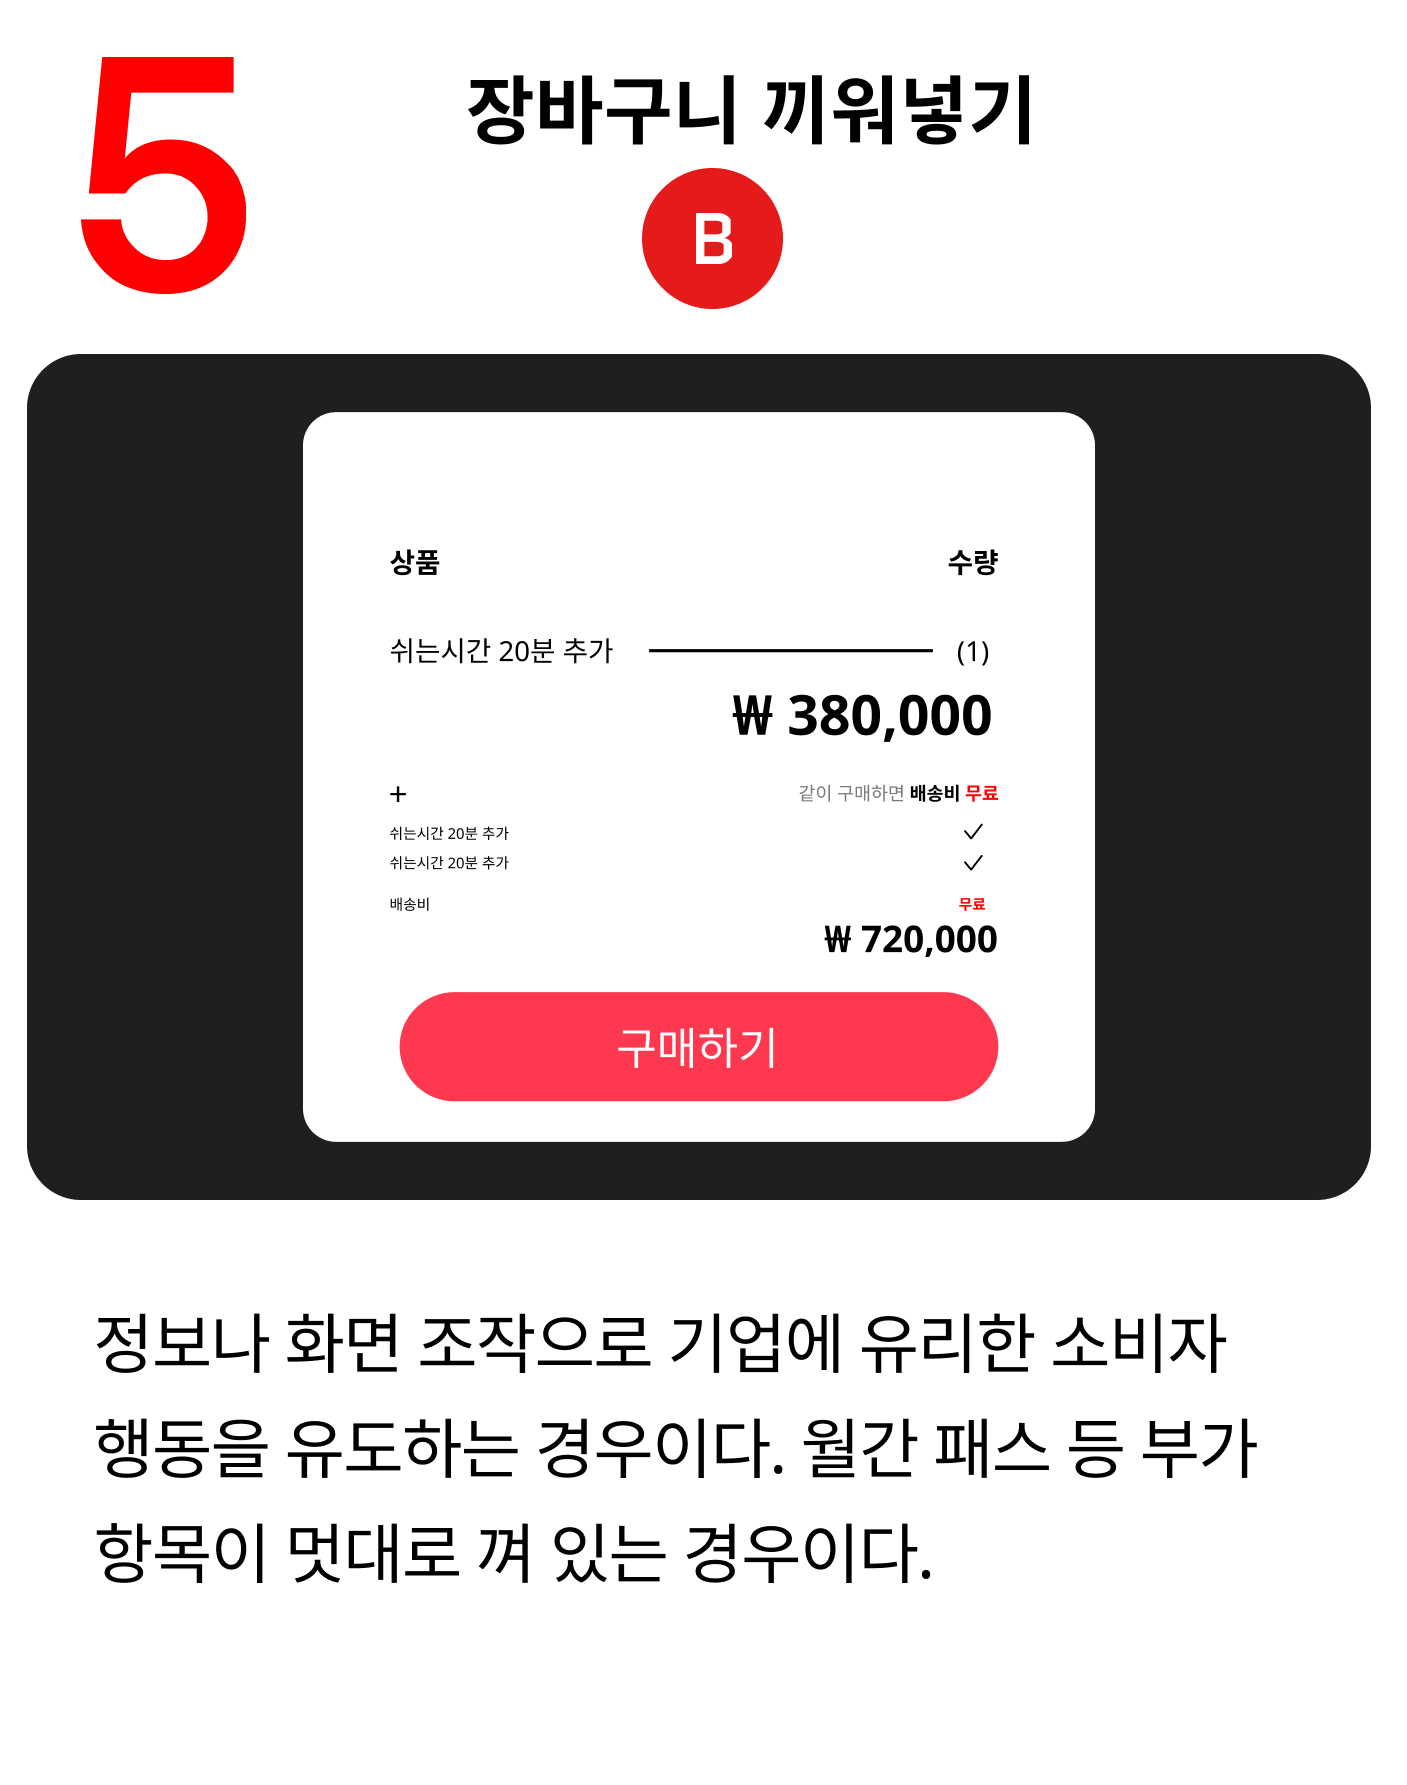 5
장바구니 끼워넣기
B
상품 수량
쉬는시간 20분 추가 (1)
₩ 380,000
+ 같이 구매하면 배송비 무료
쉬는시간 20분 추가 ✓
쉬는시간 20분 추가 ✓
배송비 무료
₩ 720,000
구매하기
정보나 화면 조작으로 기업에 유리한 소비자
행동을 유도하는 경우이다. 월간 패스 등 부가
항목이 멋대로 껴 있는 경우이다.